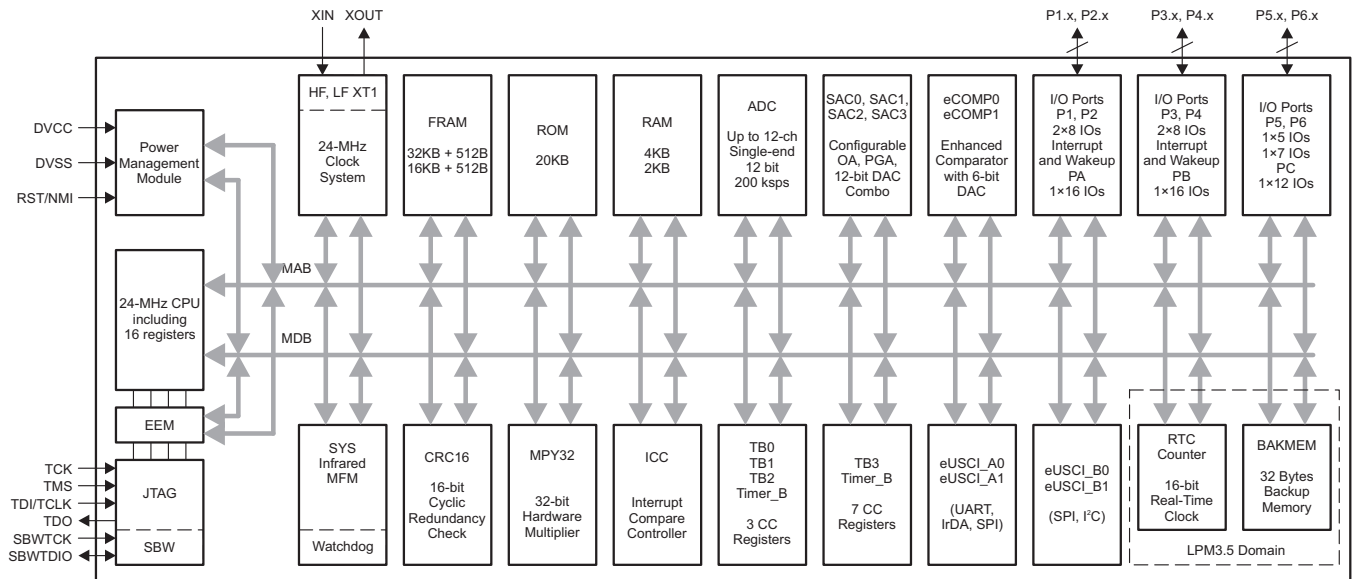 XIN XOUT
P1.x, P2.x
P3.x, P4.x
P5.x, P6.x
DVCC
DVSS
RST/NMI
Power
Management
Module
HF, LF XT1
24-MHz
Clock
System
FRAM
32KB + 512B
16KB + 512B
ROM
20KB
RAM
4KB
2KB
ADC
Up to 12-ch
Single-end
12 bit
200 ksps
SAC0, SAC1,
SAC2, SAC3
Configurable
OA, PGA,
12-bit DAC
Combo
eCOMP0
eCOMP1
Enhanced
Comparator
with 6-bit
DAC
I/O Ports
P1, P2
2×8 IOs
Interrupt
and Wakeup
PA
1×16 IOs
I/O Ports
P3, P4
2×8 IOs
Interrupt
and Wakeup
PB
1×16 IOs
I/O Ports
P5, P6
1×5 IOs
1×7 IOs
PC
1×12 IOs
24-MHz CPU
including
16 registers
MAB
MDB
EEM
TCK
TMS
TDI/TCLK
TDO
SBWTCK
SBWTDIO
JTAG
SBW
SYS
Infrared
MFM
Watchdog
CRC16
16-bit
Cyclic
Redundancy
Check
MPY32
32-bit
Hardware
Multiplier
ICC
Interrupt
Compare
Controller
TB0
TB1
TB2
Timer_B
3 CC
Registers
TB3
Timer_B
7 CC
Registers
eUSCI_A0
eUSCI_A1
(UART,
IrDA, SPI)
eUSCI_B0
eUSCI_B1
(SPI, I²C)
RTC
Counter
16-bit
Real-Time
Clock
BAKMEM
32 Bytes
Backup
Memory
LPM3.5 Domain